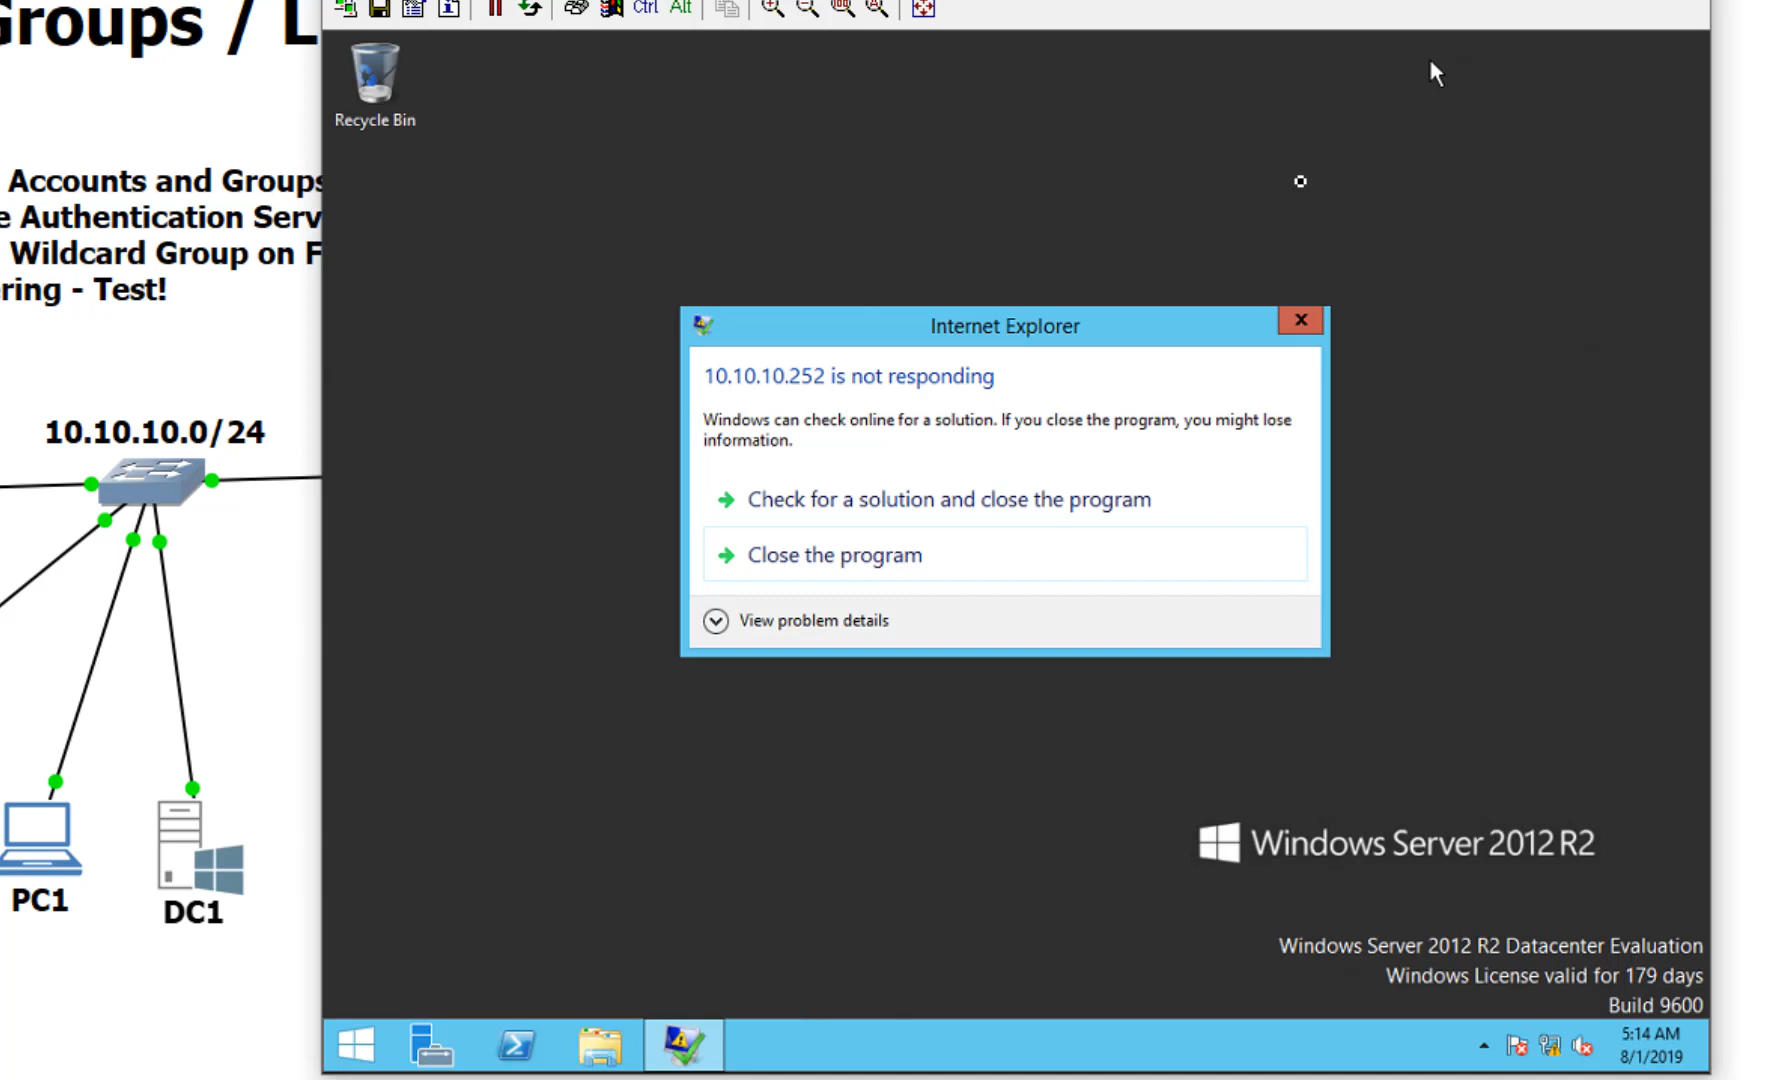 Groups / L
Accounts and Groups
e Authentication Serv
Wildcard Group on F
ring - Test!
10.10.10.0/24
PC1
DC1
Ctrl Alt
Recycle Bin
Internet Explorer
X
10.10.10.252 is not responding
Windows can check online for a solution. If you close the program, you might lose
information.
Check for a solution and close the program
Close the program
View problem details
Windows Server 2012 R2
Windows Server 2012 R2 Datacenter Evaluation
Windows License valid for 179 days
Build 9600
5:14 AM
8/1/2019